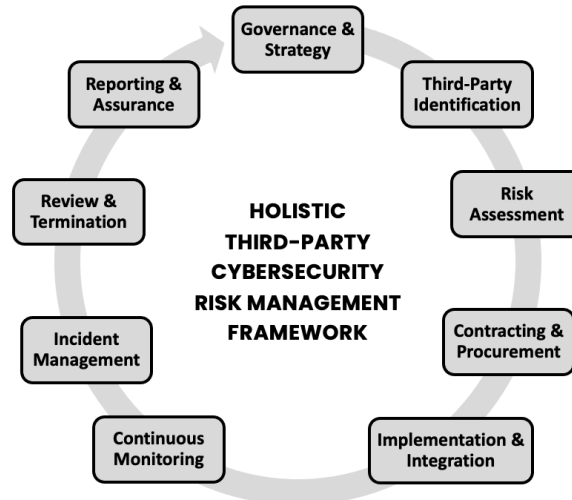 Governance &
Strategy
Third-Party
Identification
Risk
Assessment
Contracting &
Procurement
Implementation &
Integration
Continuous
Monitoring
Incident
Management
Review &
Termination
Reporting &
Assurance
HOLISTIC
THIRD-PARTY
CYBERSECURITY
RISK MANAGEMENT
FRAMEWORK